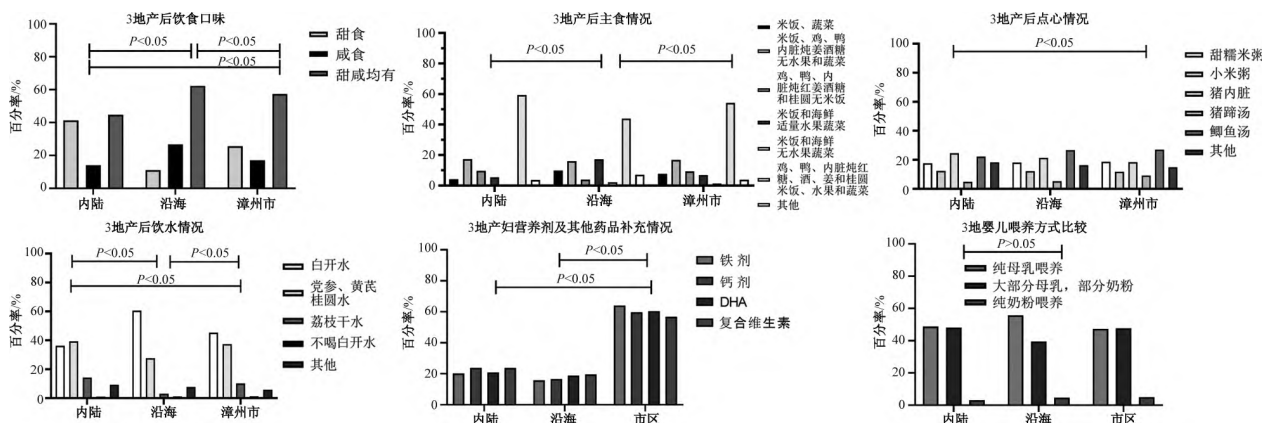 3地产后饮食口味
百分率/%
100
80
60
40
20
0
P<0.05
P<0.05
P<0.05
甜食
咸食
甜咸均有
内陆
沿海
漳州市
3地产后主食情况
百分率/%
100
80
60
40
20
0
P<0.05
P<0.05
米饭、蔬菜
米饭、鸡、鸭
内脏炖姜酒糖
无水果和蔬菜
鸡、鸭、内
脏炖红姜酒糖
和桂圆无米饭
米饭和海鲜
适量水果蔬菜
米饭和海鲜
无水果蔬菜
鸡、鸭、内脏炖红
糖、酒、姜和桂圆
米饭、水果和蔬菜
其他
内陆
沿海
漳州市
3地产后点心情况
百分率/%
100
80
60
40
20
0
P<0.05
甜糯米粥
小米粥
猪内脏
猪蹄汤
鲫鱼汤
其他
内陆
沿海
漳州市
3地产后饮水情况
百分率/%
100
80
60
40
20
0
P<0.05
P<0.05
P<0.05
白开水
党参、黄芪
桂圆水
荔枝干水
不喝白开水
其他
内陆
沿海
漳州市
3地产妇营养剂及其他药品补充情况
百分率/%
100
80
60
40
20
0
P<0.05
P<0.05
铁 剂
钙 剂
DHA
复合维生素
内陆
沿海
市区
3地婴儿喂养方式比较
百分率/%
100
80
60
40
20
0
P>0.05
纯母乳喂养
大部分母乳，部分奶粉
纯奶粉喂养
内陆
沿海
市区